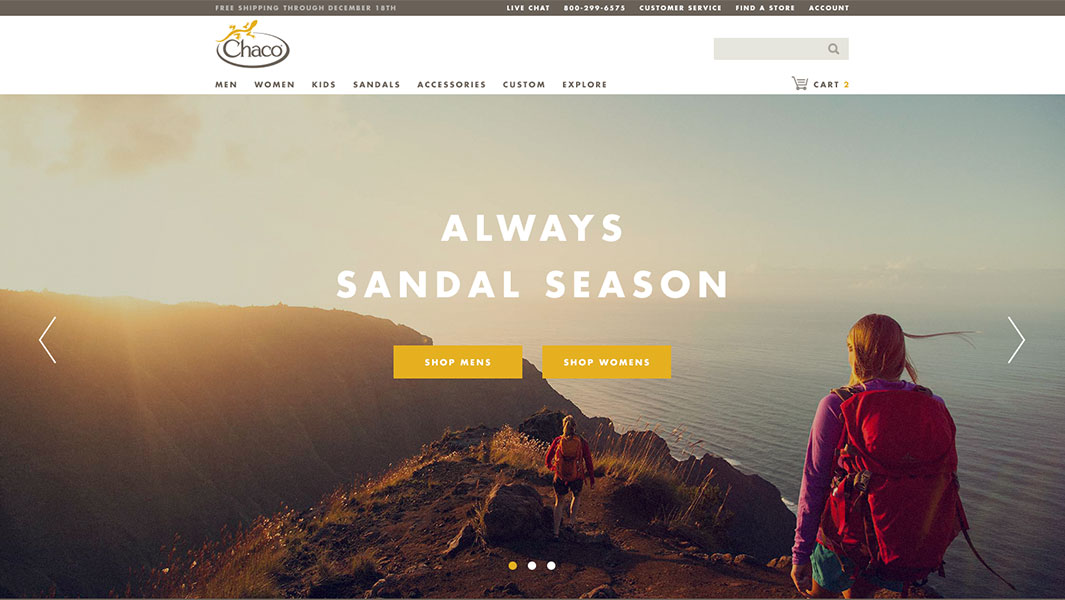 FREE SHIPPING THROUGH DECEMBER 18TH LIVE CHAT 800-299-6575 CUSTOMER SERVICE FIND A STORE ACCOUNT
Chaco
MEN WOMEN KIDS SANDALS ACCESSORIES CUSTOM EXPLORE CART 2
ALWAYS
SANDAL SEASON
SHOP MENS SHOP WOMENS